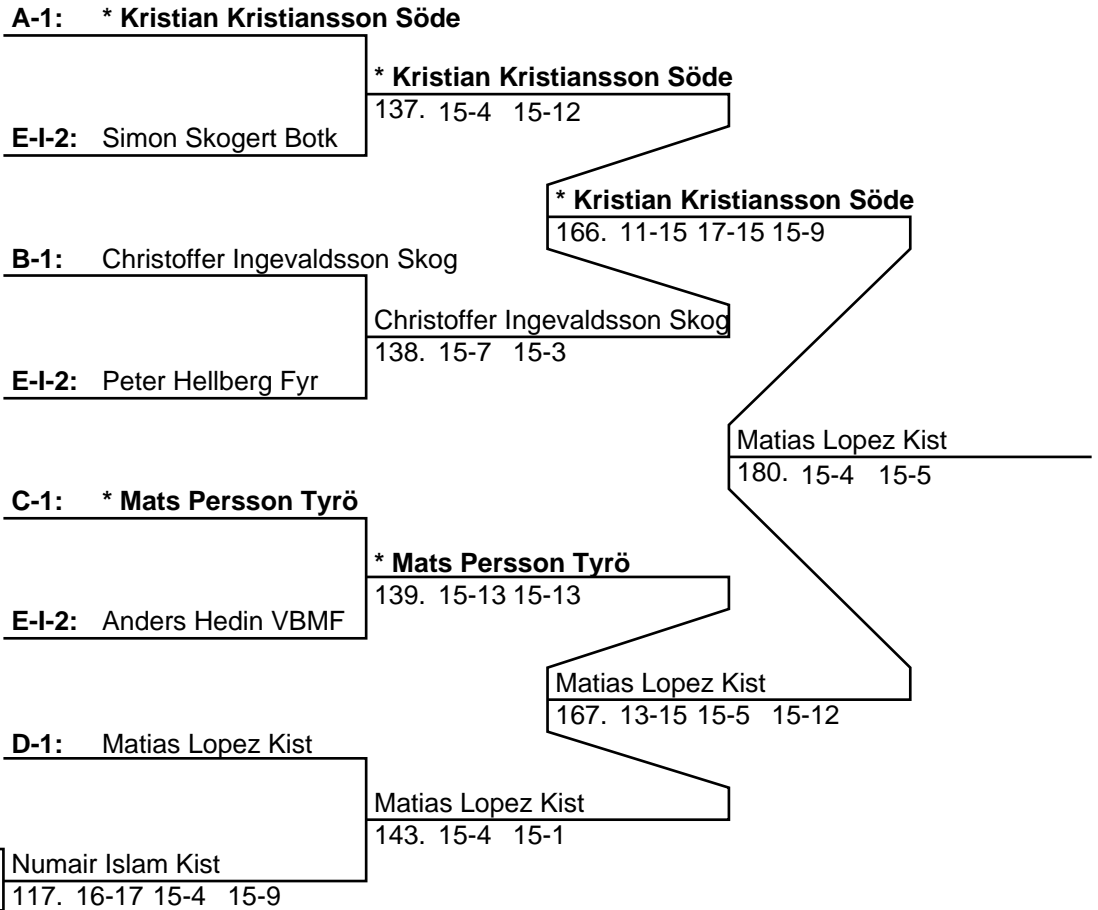 A-1: * Kristian Kristiansson Söde
* Kristian Kristiansson Söde
137. 15-4 15-12
E-I-2: Simon Skogert Botk
* Kristian Kristiansson Söde
166. 11-15 17-15 15-9
B-1: Christoffer Ingevaldsson Skog
Christoffer Ingevaldsson Skog
138. 15-7 15-3
E-I-2: Peter Hellberg Fyr
Matias Lopez Kist
180. 15-4 15-5
C-1: * Mats Persson Tyrö
* Mats Persson Tyrö
139. 15-13 15-13
E-I-2: Anders Hedin VBMF
Matias Lopez Kist
167. 13-15 15-5 15-12
D-1: Matias Lopez Kist
Matias Lopez Kist
143. 15-4 15-1
Numair Islam Kist
117. 16-17 15-4 15-9